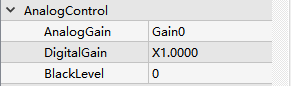 AnalogControl
AnalogGain Gain0
DigitalGain X1.0000
BlackLevel 0